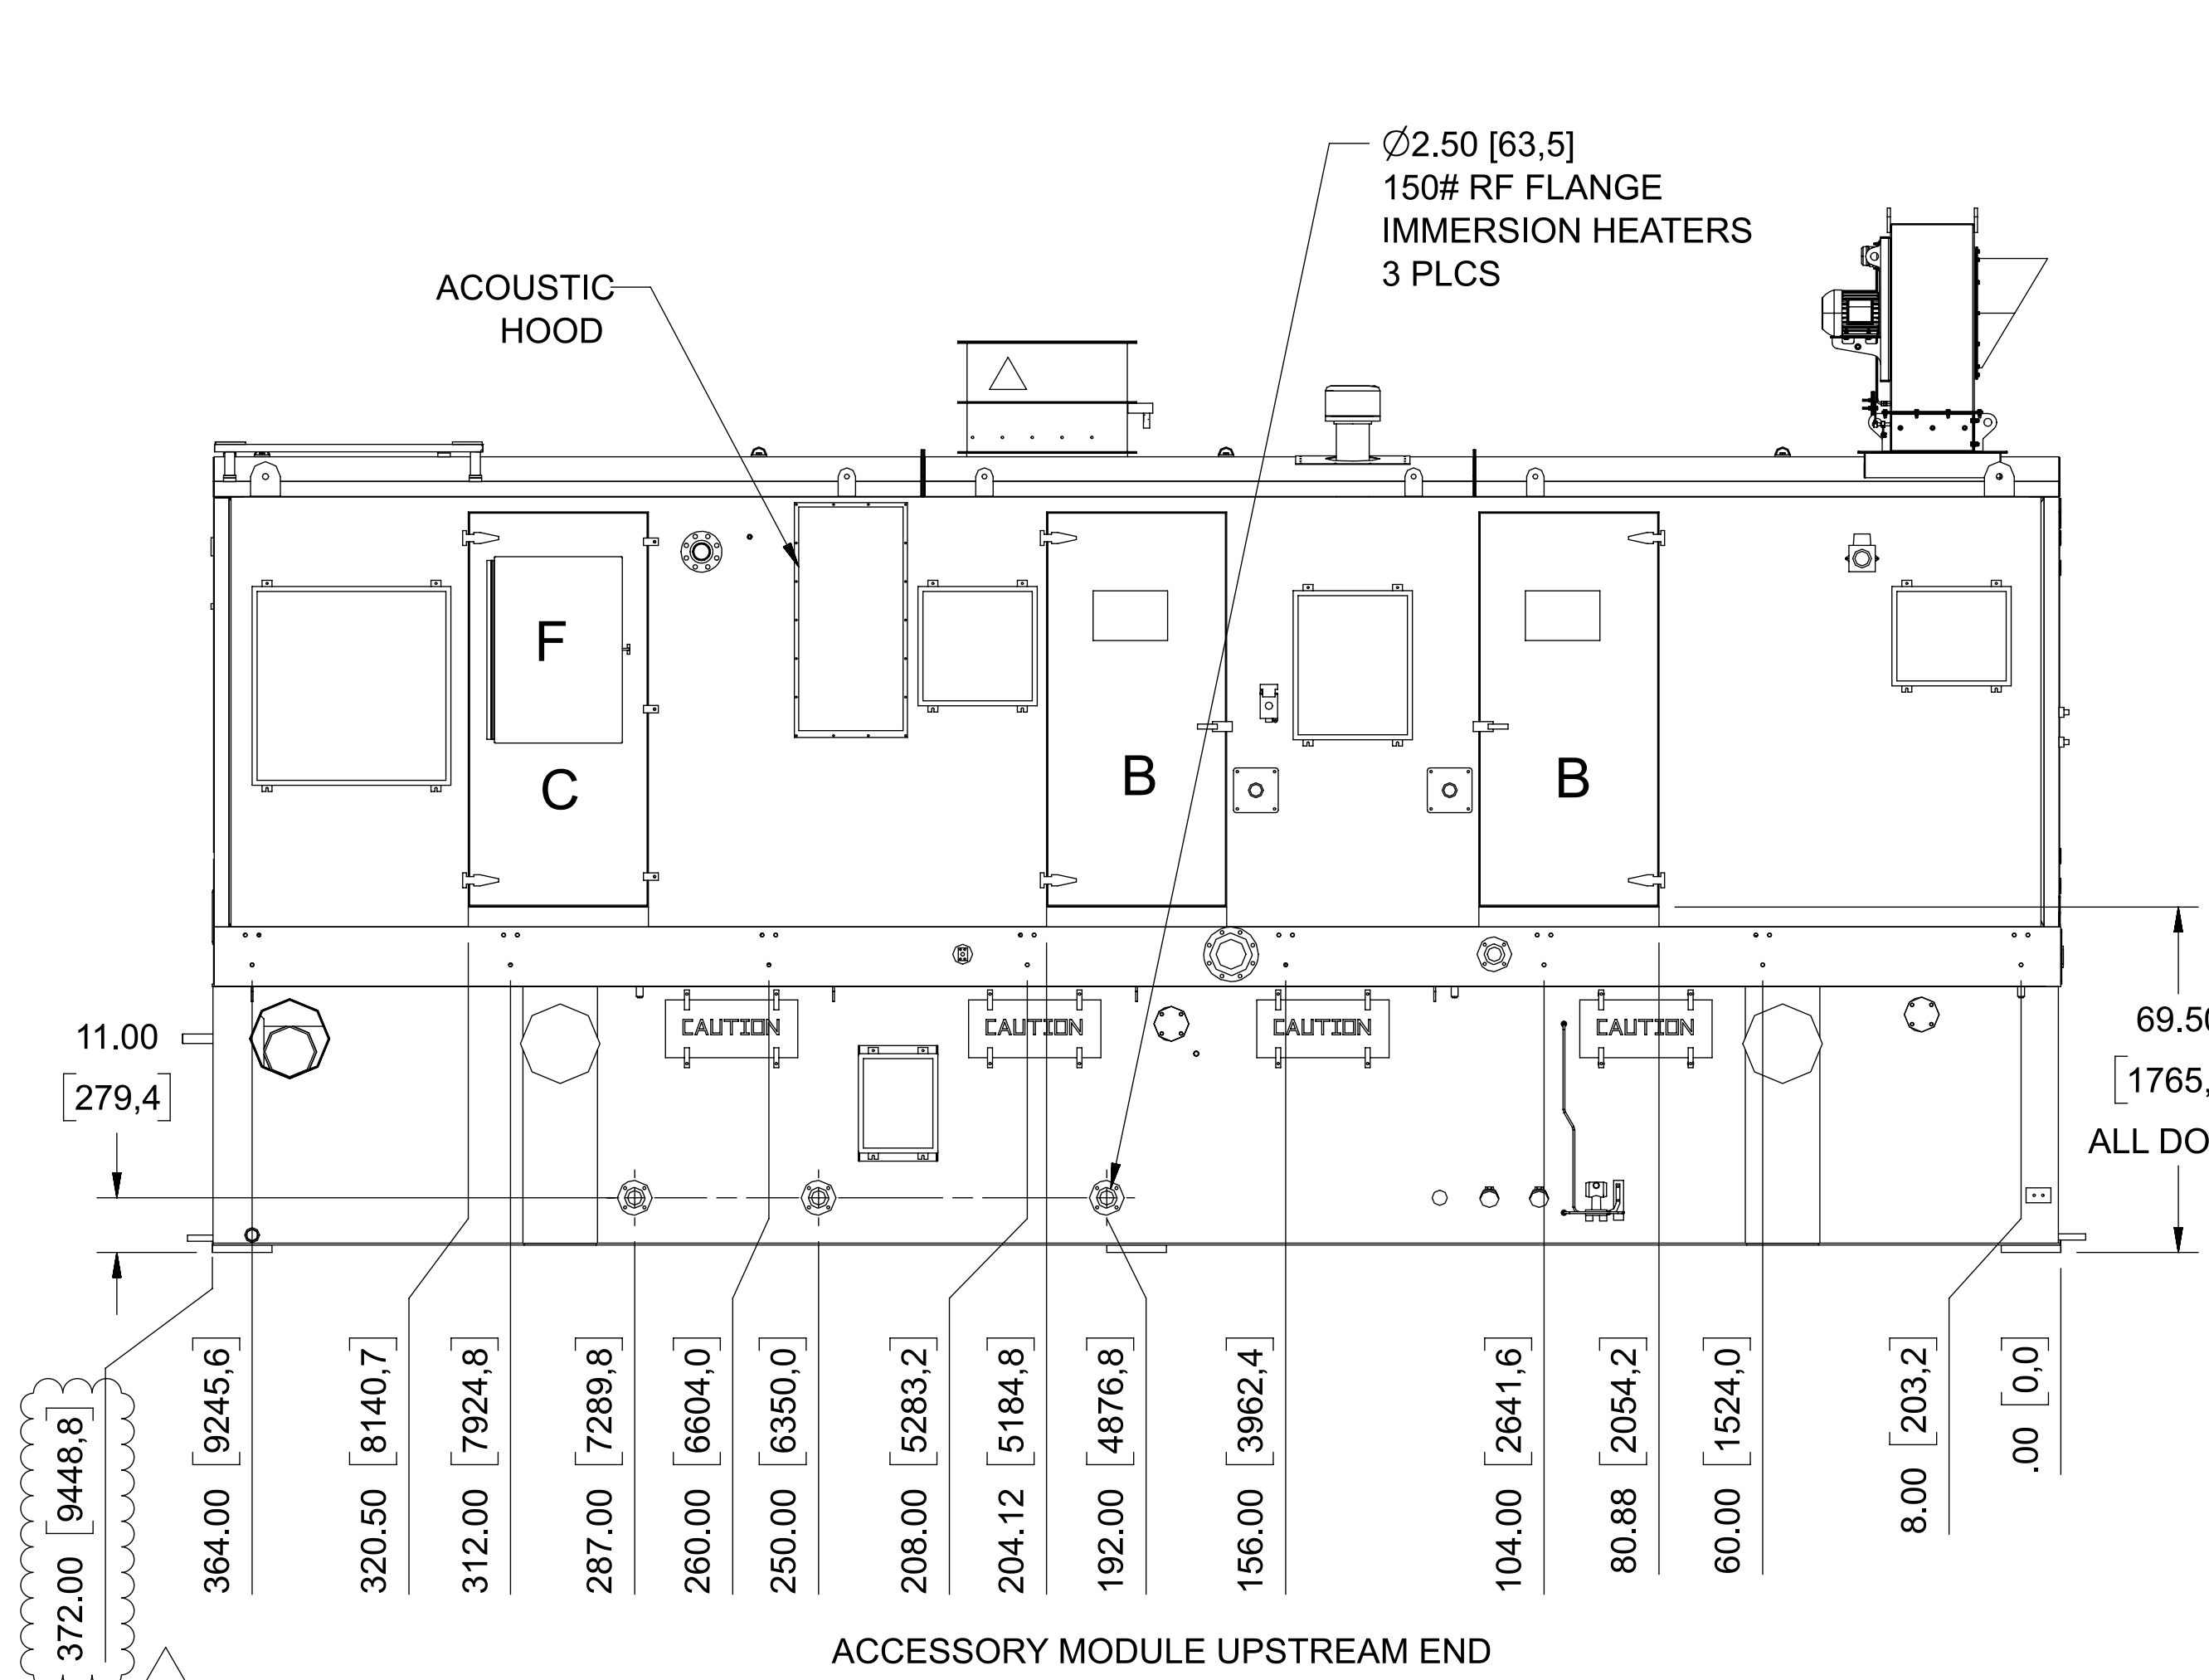 Ø2.50 [63,5]
150# RF FLANGE
IMMERSION HEATERS
3 PLCS
ACOUSTIC
HOOD
F
C
B
B
CAUTION
CAUTION
CAUTION
CAUTION
11.00
[279,4]
69.50
[1765,
ALL DO
372.00 [9448,8]
364.00 [9245,6]
320.50 [8140,7]
312.00 [7924,8]
287.00 [7289,8]
260.00 [6604,0]
250.00 [6350,0]
208.00 [5283,2]
204.12 [5184,8]
192.00 [4876,8]
156.00 [3962,4]
104.00 [2641,6]
80.88 [2054,2]
60.00 [1524,0]
8.00 [203,2]
.00 [0,0]
ACCESSORY MODULE UPSTREAM END